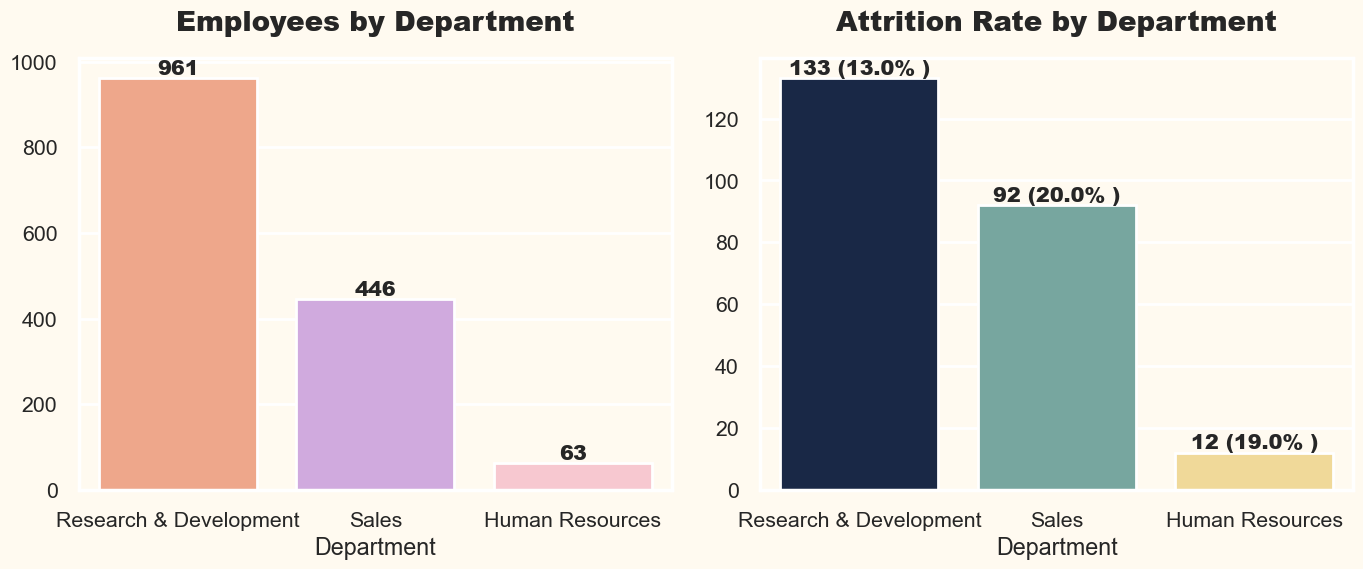 Employees by Department
1000
800
600
400
200
0
961
446
63
Research & Development
Sales
Human Resources
Department
Attrition Rate by Department
120
100
80
60
40
20
0
133 (13.0% )
92 (20.0% )
12 (19.0% )
Research & Development
Sales
Human Resources
Department